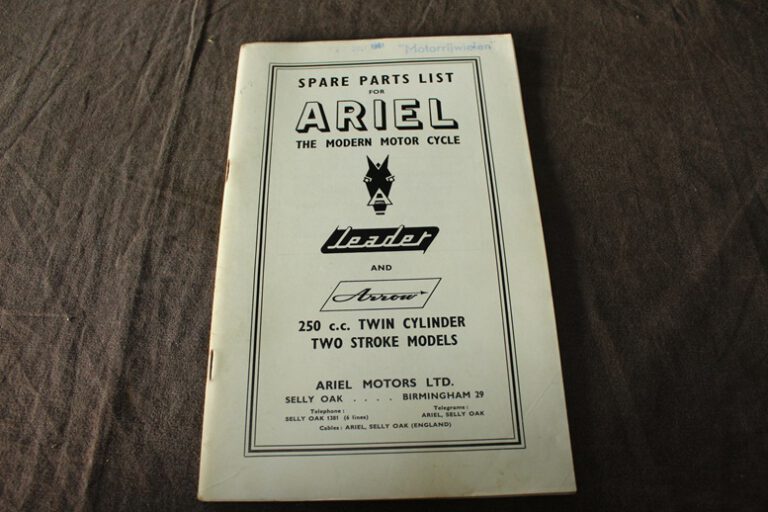 "Motorrijwielen"
SPARE PARTS LIST
FOR
ARIEL
THE MODERN MOTOR CYCLE
Leader
AND
Arrow
250 c.c. TWIN CYLINDER
TWO STROKE MODELS
ARIEL MOTORS LTD.
SELLY OAK . . . . BIRMINGHAM 29
Telephone: Telegrams:
SELLY OAK 1381 (6 lines) ARIEL, SELLY OAK
Cables: ARIEL, SELLY OAK (ENGLAND)